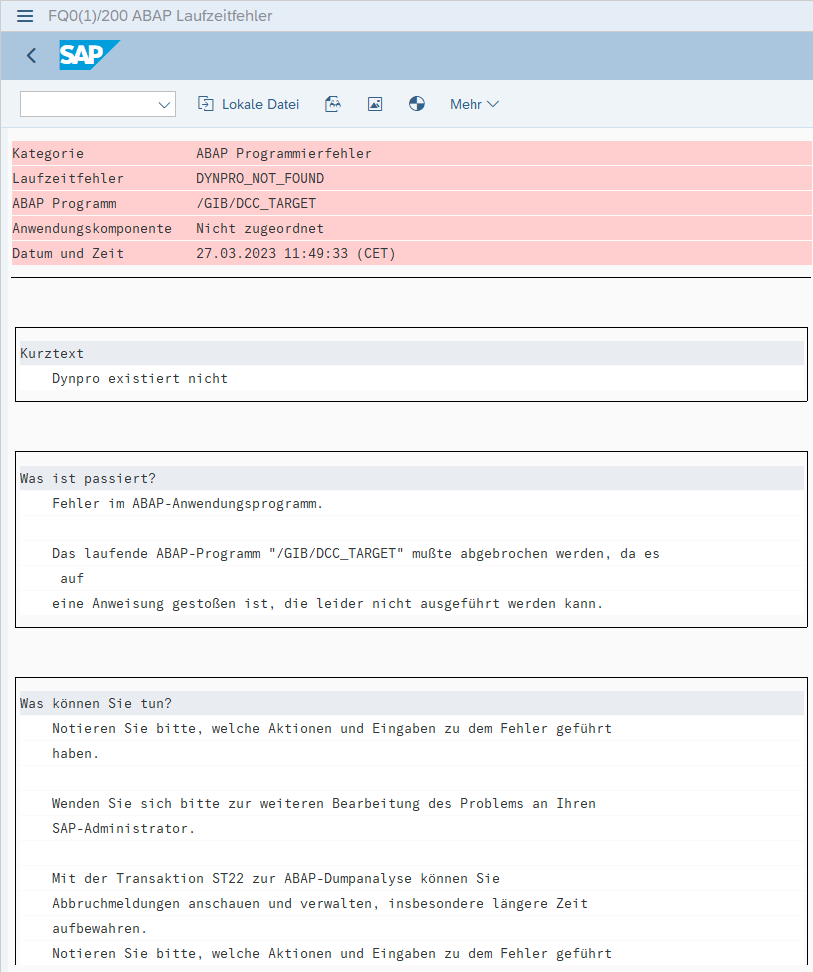 FQ0(1)/200 ABAP Laufzeitfehler
SAP
Lokale Datei
Mehr
Kategorie ABAP Programmierfehler
Laufzeitfehler DYNPRO_NOT_FOUND
ABAP Programm /GIB/DCC_TARGET
Anwendungskomponente Nicht zugeordnet
Datum und Zeit 27.03.2023 11:49:33 (CET)
Kurztext
Dynpro existiert nicht
Was ist passiert?
Fehler im ABAP-Anwendungsprogramm.
Das laufende ABAP-Programm "/GIB/DCC_TARGET" mußte abgebrochen werden, da es
auf
eine Anweisung gestoßen ist, die leider nicht ausgeführt werden kann.
Was können Sie tun?
Notieren Sie bitte, welche Aktionen und Eingaben zu dem Fehler geführt
haben.
Wenden Sie sich bitte zur weiteren Bearbeitung des Problems an Ihren
SAP-Administrator.
Mit der Transaktion ST22 zur ABAP-Dumpanalyse können Sie
Abbruchmeldungen anschauen und verwalten, insbesondere längere Zeit
aufbewahren.
Notieren Sie bitte, welche Aktionen und Eingaben zu dem Fehler geführt